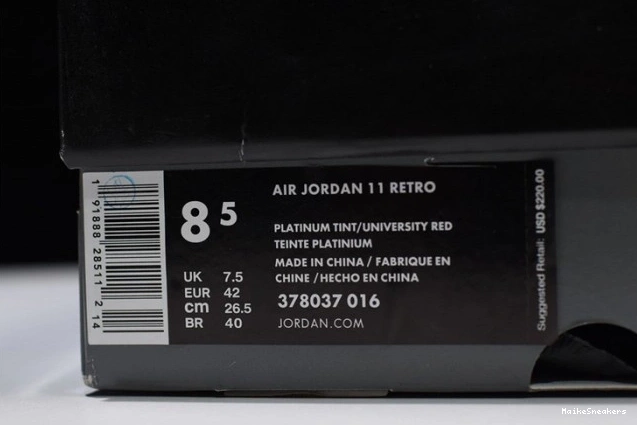 AIR JORDAN 11 RETRO
8 5
PLATINUM TINT/UNIVERSITY RED
TEINTE PLATINIUM
MADE IN CHINA / FABRIQUE EN
CHINE / HECHO EN CHINA
UK 7.5
EUR 42
cm 26.5
BR 40
378037 016
JORDAN.COM
1 91888 28511 2 14
Suggested Retail: USD $220.00
MaikeSneakers